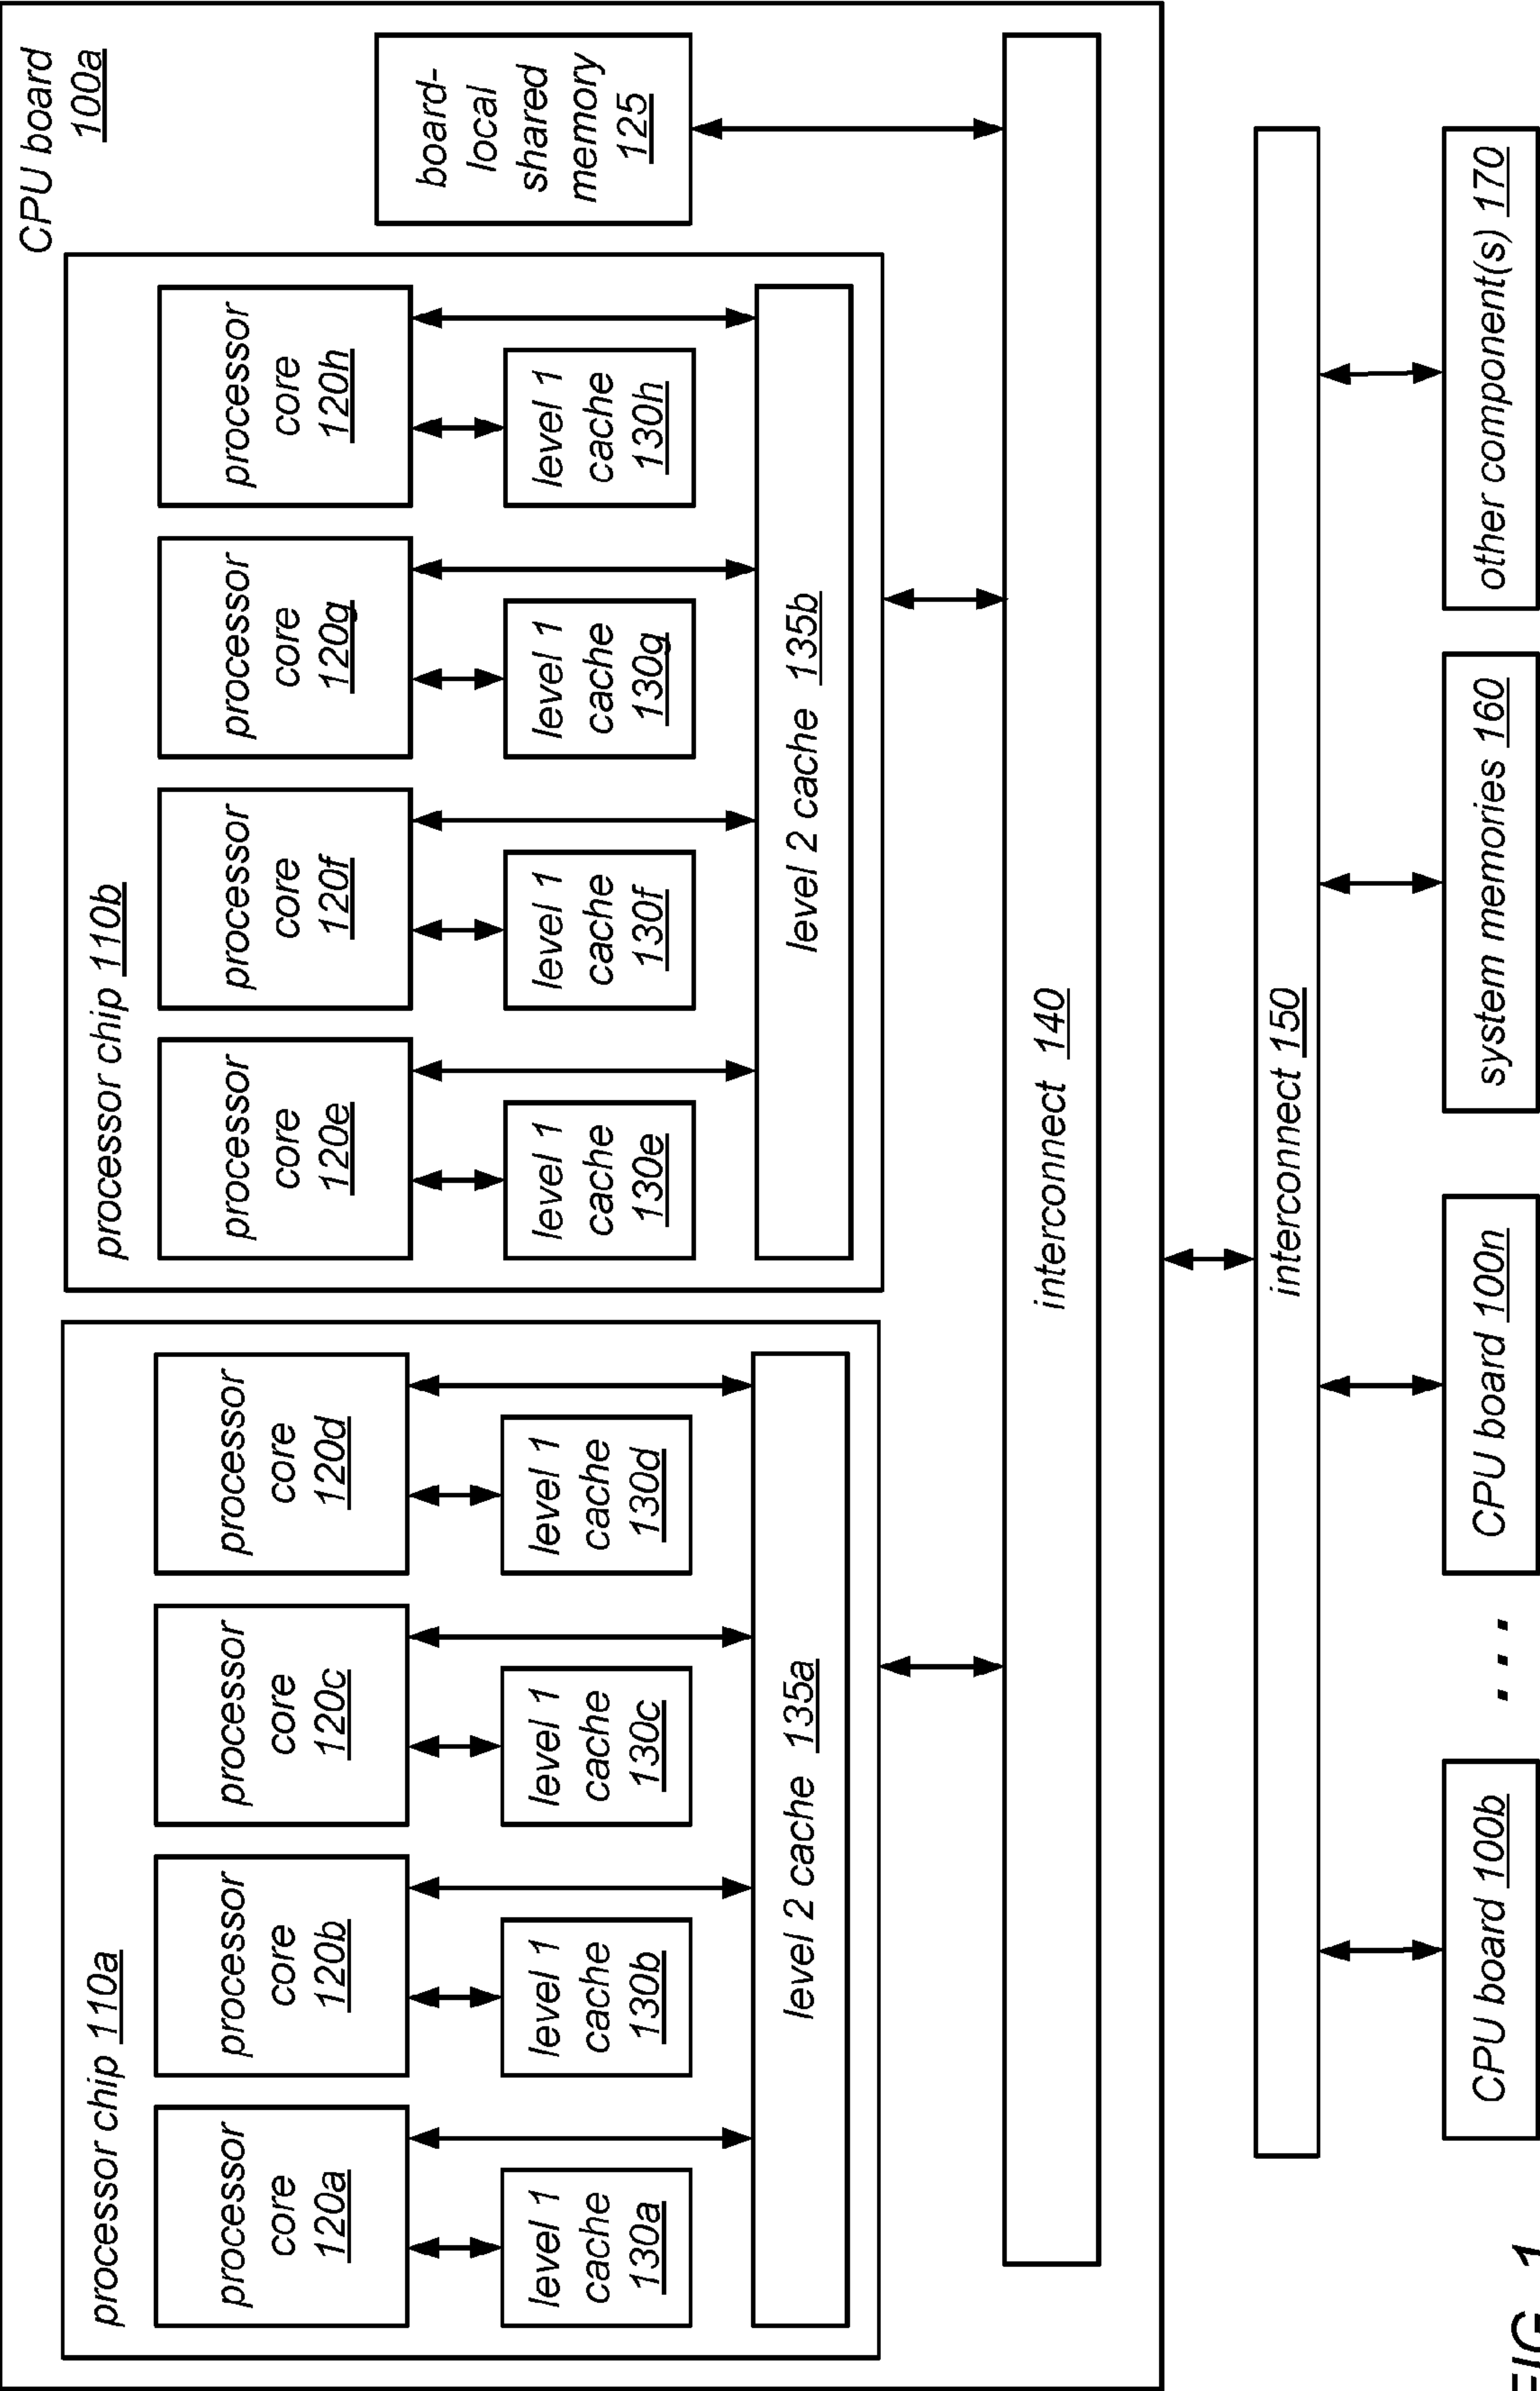 CPU board
100a
processor chip 110a
processor
core
120a
processor
core
120b
processor
core
120c
processor
core
120d
level 1
cache
130a
level 1
cache
130b
level 1
cache
130c
level 1
cache
130d
level 2 cache 135a
processor chip 110b
processor
core
120e
processor
core
120f
processor
core
120g
processor
core
120h
level 1
cache
130e
level 1
cache
130f
level 1
cache
130g
level 1
cache
130h
level 2 cache 135b
board-
local
shared
memory
125
interconnect 140
interconnect 150
CPU board 100b
. . .
CPU board 100n
system memories 160
other component(s) 170
FIG. 1